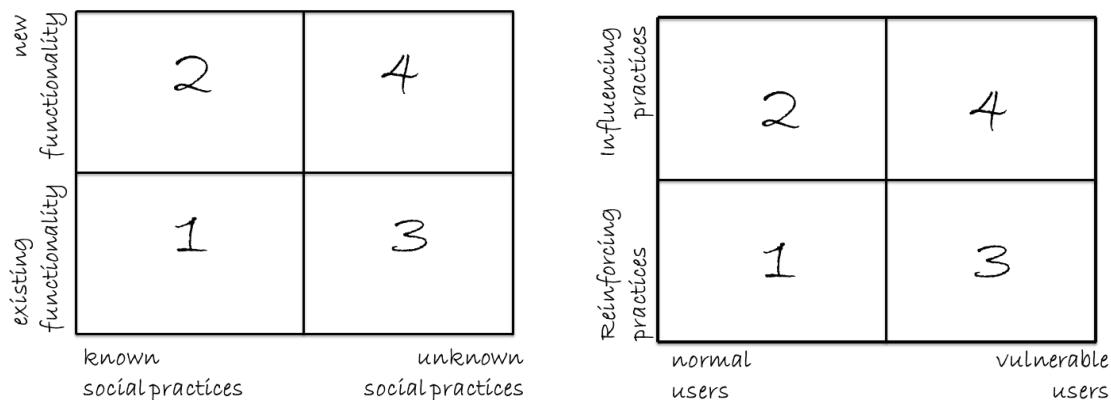 new
functionality
2
4
existing
functionality
1
3
known
social practices
unknown
social practices
Influencing
practices
2
4
Reinforcing
practices
1
3
normal
users
vulnerable
users